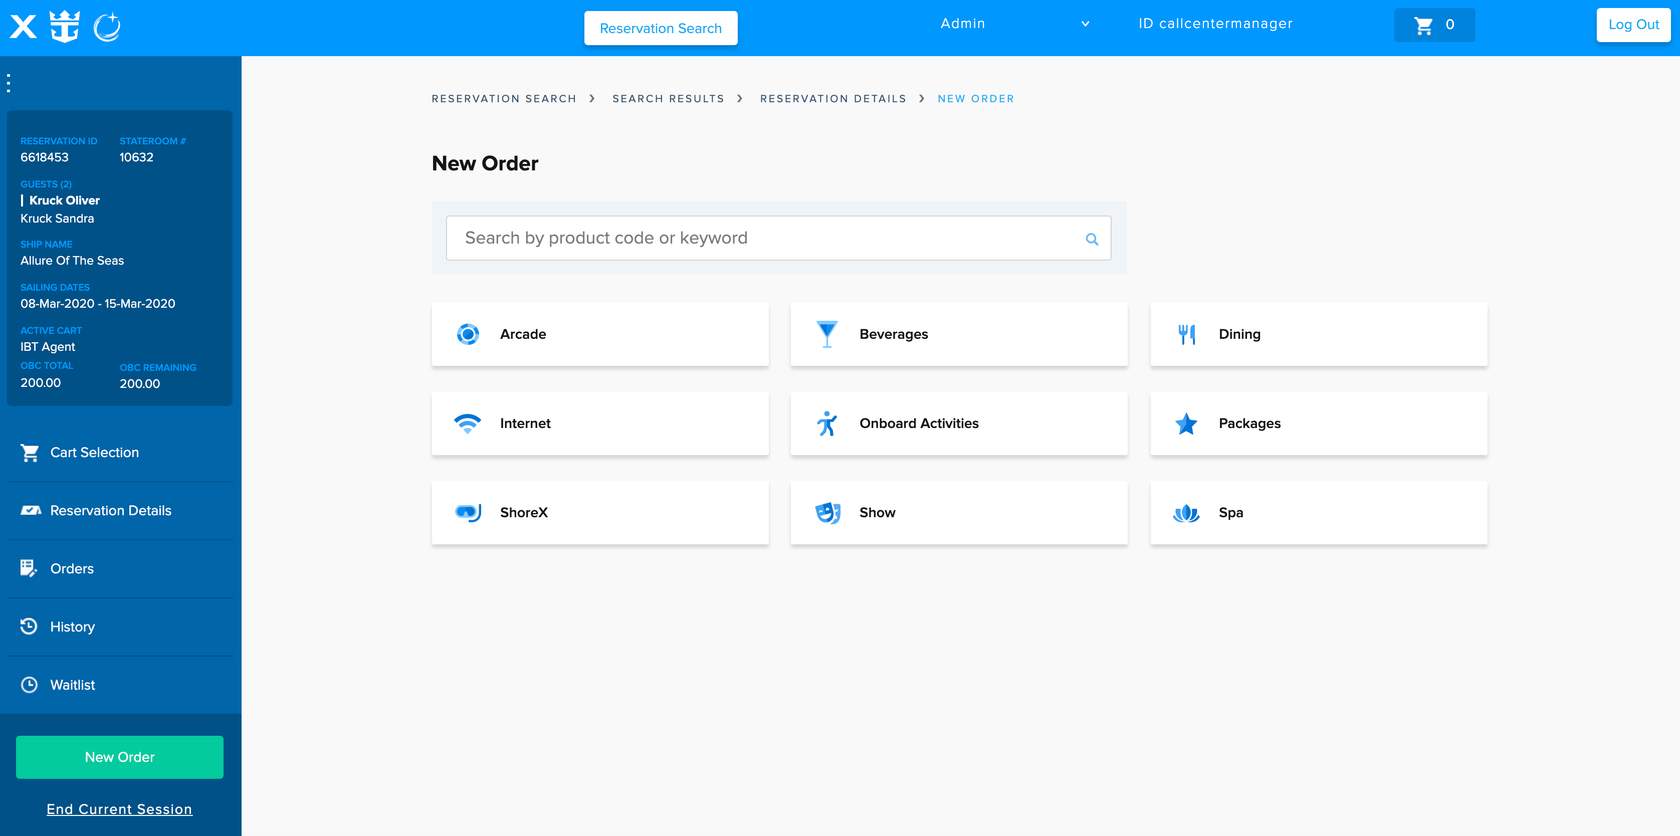 Reservation Search
Admin
ID callcentermanager
0
Log Out
RESERVATION ID STATEROOM #
6618453 10632
GUESTS (2)
Kruck Oliver
Kruck Sandra
SHIP NAME
Allure Of The Seas
SAILING DATES
08-Mar-2020 - 15-Mar-2020
ACTIVE CART
IBT Agent
OBC TOTAL OBC REMAINING
200.00 200.00
Cart Selection
Reservation Details
Orders
History
Waitlist
New Order
End Current Session
RESERVATION SEARCH > SEARCH RESULTS > RESERVATION DETAILS > NEW ORDER
New Order
Search by product code or keyword
Arcade
Beverages
Dining
Internet
Onboard Activities
Packages
ShoreX
Show
Spa